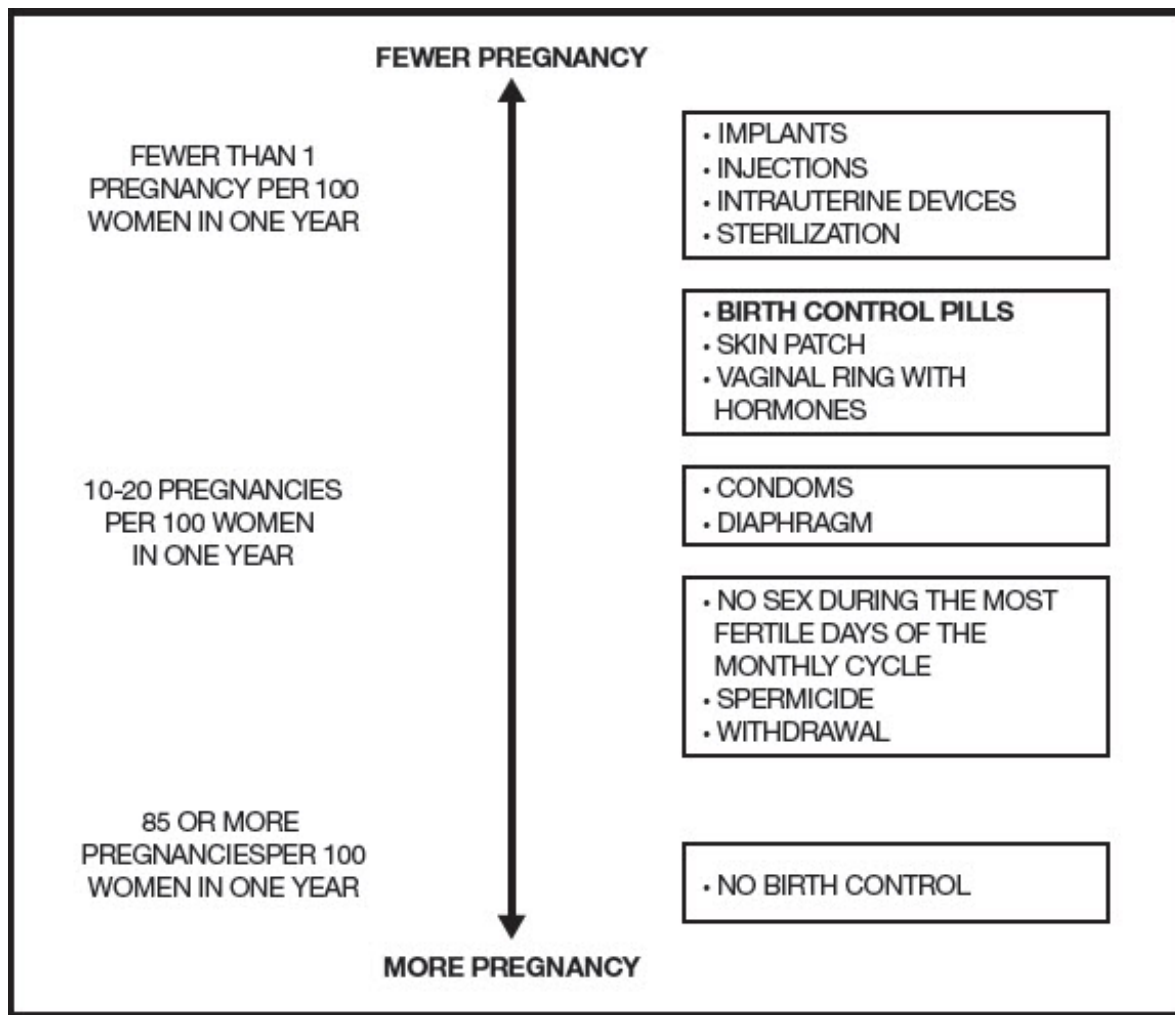 FEWER PREGNANCY
FEWER THAN 1
PREGNANCY PER 100
WOMEN IN ONE YEAR
• IMPLANTS
• INJECTIONS
• INTRAUTERINE DEVICES
• STERILIZATION
• BIRTH CONTROL PILLS
• SKIN PATCH
• VAGINAL RING WITH
HORMONES
10-20 PREGNANCIES
PER 100 WOMEN
IN ONE YEAR
• CONDOMS
• DIAPHRAGM
• NO SEX DURING THE MOST
FERTILE DAYS OF THE
MONTHLY CYCLE
• SPERMICIDE
• WITHDRAWAL
85 OR MORE
PREGNANCIESPER 100
WOMEN IN ONE YEAR
• NO BIRTH CONTROL
MORE PREGNANCY